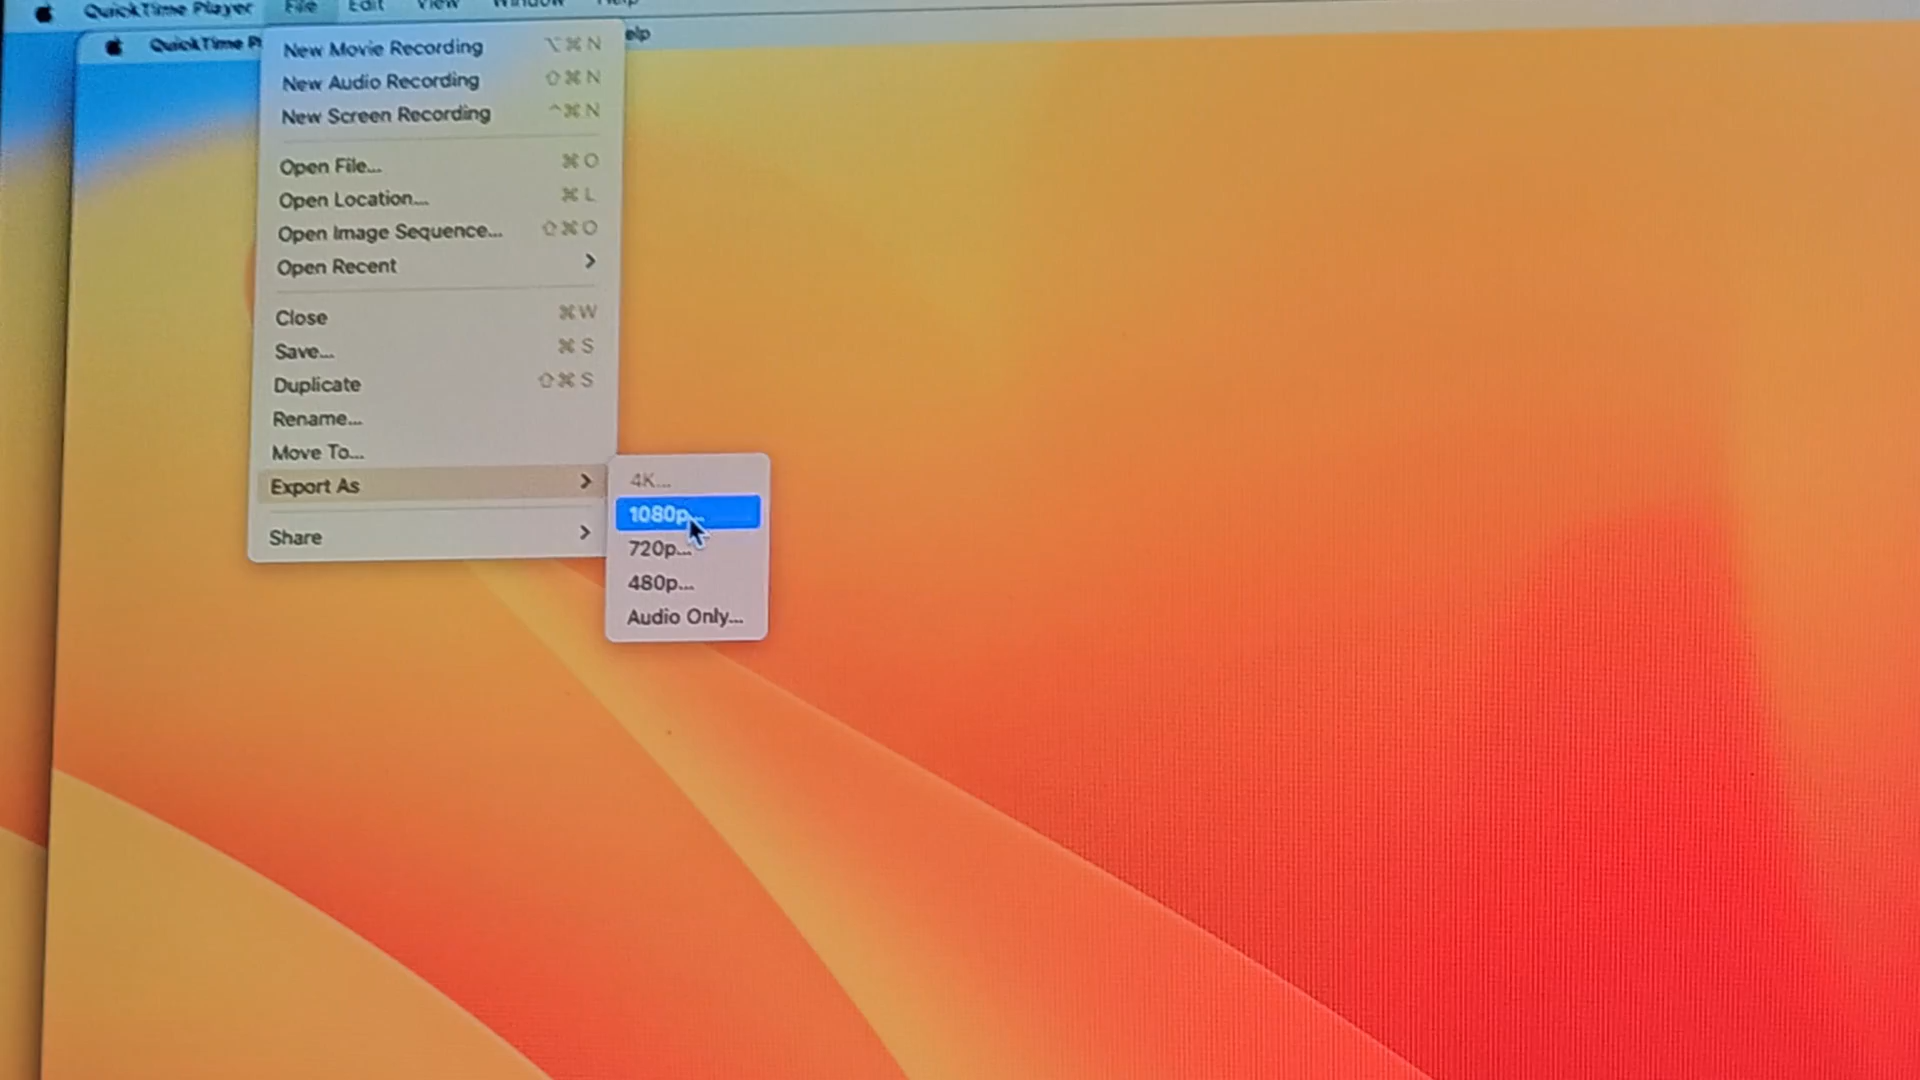 QuickTime Player File Edit View Window Help
QuickTime P
elp
New Movie Recording ⌥⌘N
New Audio Recording ⇧⌘N
New Screen Recording ^⌘N
Open File... ⌘O
Open Location... ⌘L
Open Image Sequence... ⇧⌘O
Open Recent >
Close ⌘W
Save... ⌘S
Duplicate ⇧⌘S
Rename...
Move To...
Export As >
Share >
4K...
1080p...
720p...
480p...
Audio Only...